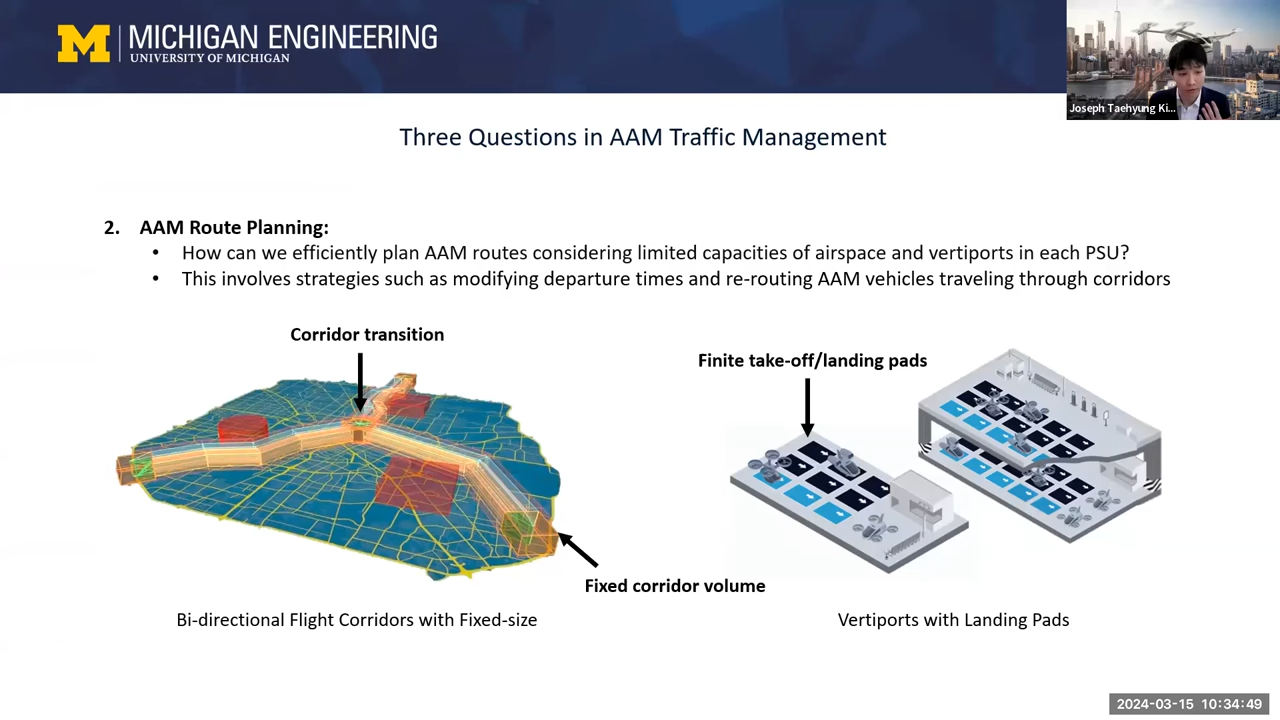 M
MICHIGAN ENGINEERING
UNIVERSITY OF MICHIGAN
Joseph Taehyung Ki...
Three Questions in AAM Traffic Management
2. AAM Route Planning:
• How can we efficiently plan AAM routes considering limited capacities of airspace and vertiports in each PSU?
• This involves strategies such as modifying departure times and re-routing AAM vehicles traveling through corridors
Corridor transition
Finite take-off/landing pads
Fixed corridor volume
Bi-directional Flight Corridors with Fixed-size
Vertiports with Landing Pads
2024-03-15 10:34:49